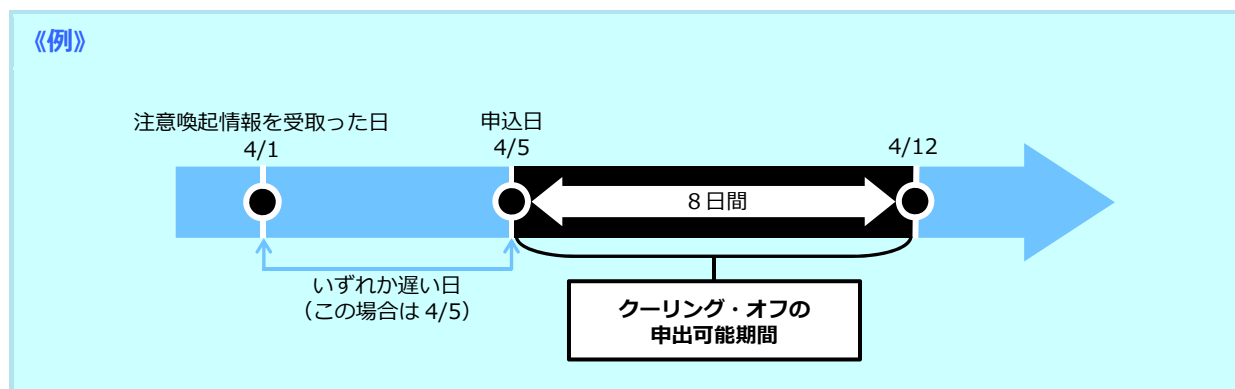 《例》
注意喚起情報を受取った日
4/1
申込日
4/5
4/12
８日間
いずれか遅い日
（この場合は 4/5）
クーリング・オフの
申出可能期間